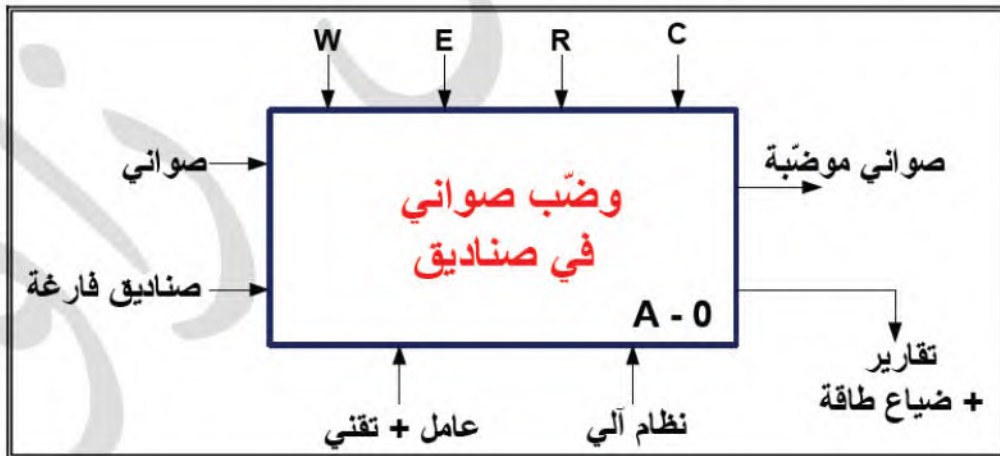 W E R C
صواني
صواني موضّبة
وضّب صواني
في صناديق
صناديق فارغة
A - 0
تقارير
+ ضياع طاقة
عامل + تقني
نظام آلي